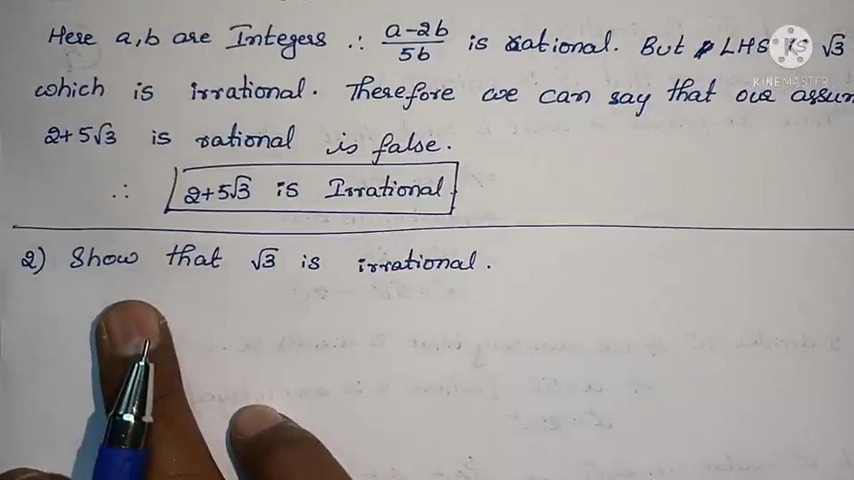 Here a,b are Integers ∴ (a-2b)/5b is rational. But LHS is √3
KINEMASTER
which is irrational. Therefore we can say that our assum
2+5√3 is rational is false.
∴ 2+5√3 is Irrational
2) Show that √3 is irrational.